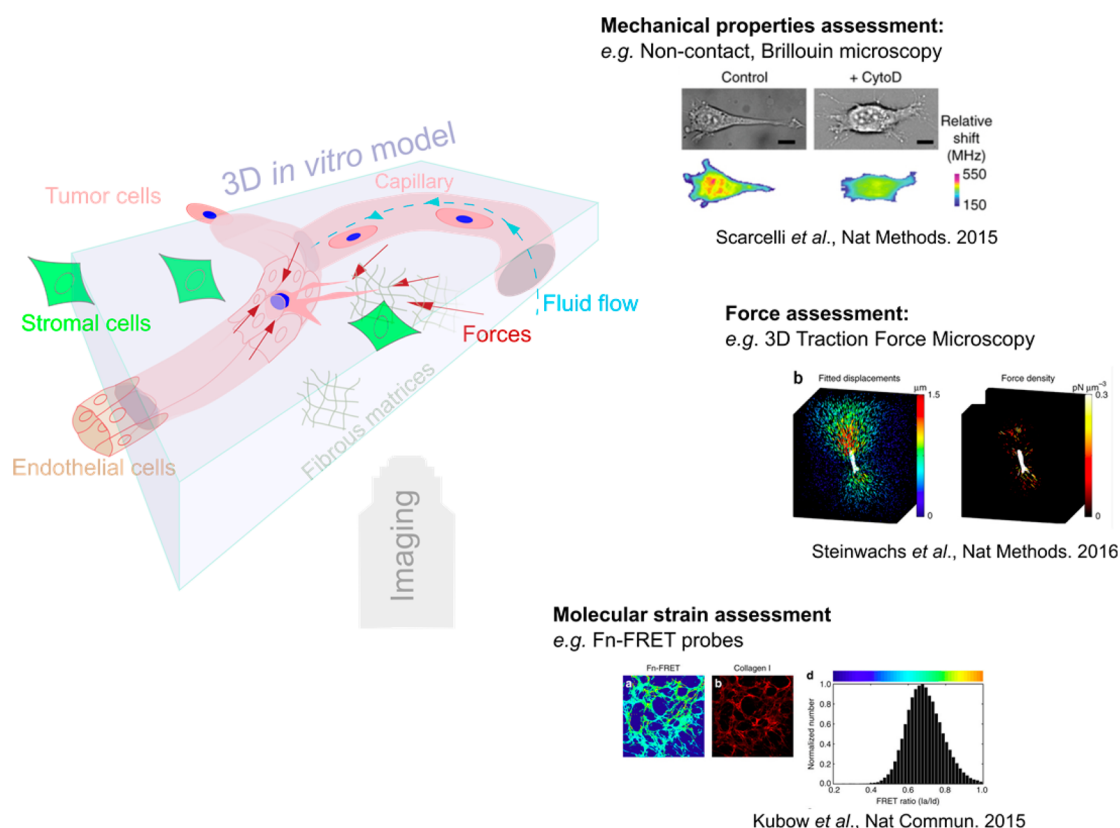 Mechanical properties assessment:
e.g. Non-contact, Brillouin microscopy
Control
+ CytoD
Relative
shift
(MHz)
550
150
Scarcelli et al., Nat Methods. 2015
3D in vitro model
Tumor cells
Capillary
Stromal cells
Fluid flow
Forces
Fibrous matrices
Endothelial cells
Imaging
Force assessment:
e.g. 3D Traction Force Microscopy
b
Fitted displacements
µm
1.5
0
Force density
pN µm⁻³
0.3
0
Steinwachs et al., Nat Methods. 2016
Molecular strain assessment
e.g. Fn-FRET probes
Fn-FRET
a
Collagen I
b
d
Normalized number
1.0
0.8
0.6
0.4
0.2
0.0
0.2 0.4 0.6 0.8 1.0
FRET ratio (Ia/Id)
Kubow et al., Nat Commun. 2015